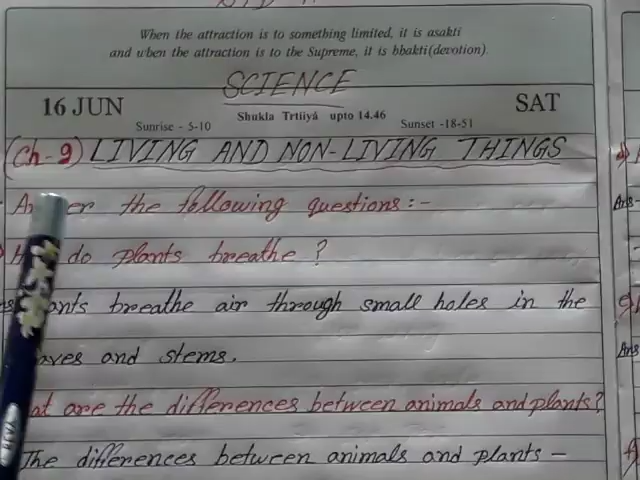 When the attraction is to something limited, it is asakti
and when the attraction is to the Supreme, it is bhakti(devotion).
SCIENCE
16 JUN
SAT
Shukla Trtiiyá upto 14.46
Sunrise - 5-10
Sunset -18-51
(Ch-9) LIVING AND NON-LIVING THINGS
the following questions:-
do plants breathe ?
breathe air through small holes in the
and stems.
are the differences between animals and plants?
Ans-
The differences between animals and plants -
Ans